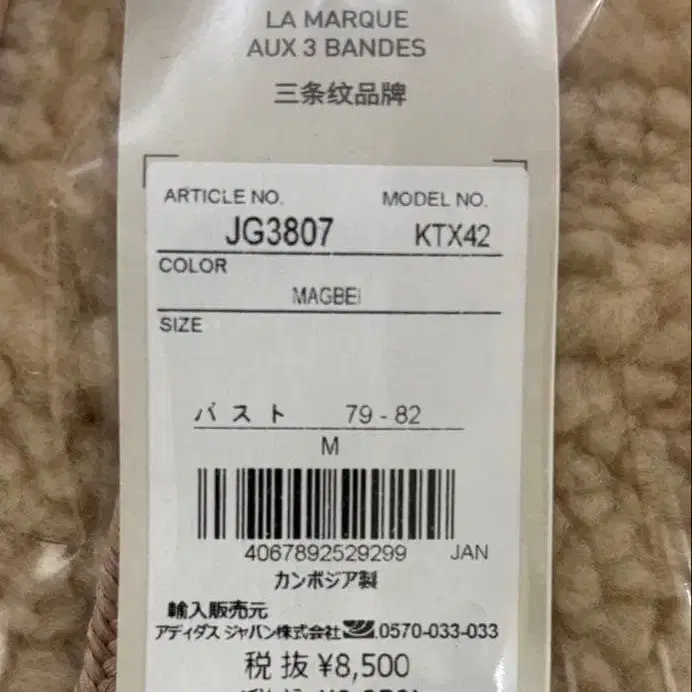 LA MARQUE
AUX 3 BANDES
三条纹品牌
ARTICLE NO. MODEL NO.
JG3807 KTX42
COLOR
MAGBEI
SIZE
バスト 79-82
M
4067892529299 JAN
カンボジア製
輸入販売元
アディダス ジャパン株式会社 0570-033-033
税抜 ¥8,500